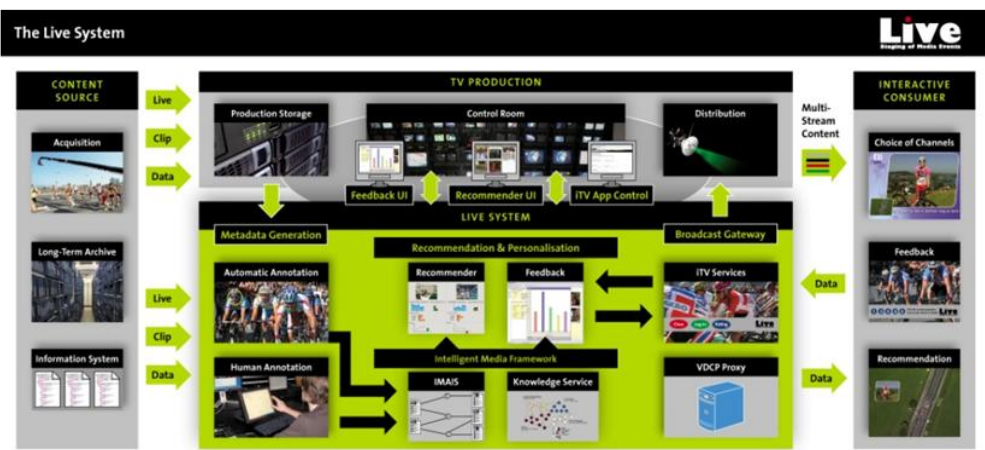 The Live System
Live
Staging of Media Events
CONTENT
SOURCE
Acquisition
Long-Term Archive
Information System
Live
Clip
Data
Live
Clip
Data
TV PRODUCTION
Production Storage
Control Room
Distribution
Feedback UI
Recommender UI
iTV App Control
LIVE SYSTEM
Metadata Generation
Recommendation & Personalisation
Broadcast Gateway
Automatic Annotation
Recommender
Feedback
iTV Services
Live
Human Annotation
Intelligent Media Framework
IMAIS
Knowledge Service
VDCP Proxy
Multi-
Stream
Content
Data
Data
INTERACTIVE
CONSUMER
Choice of Channels
Feedback
Live
Recommendation